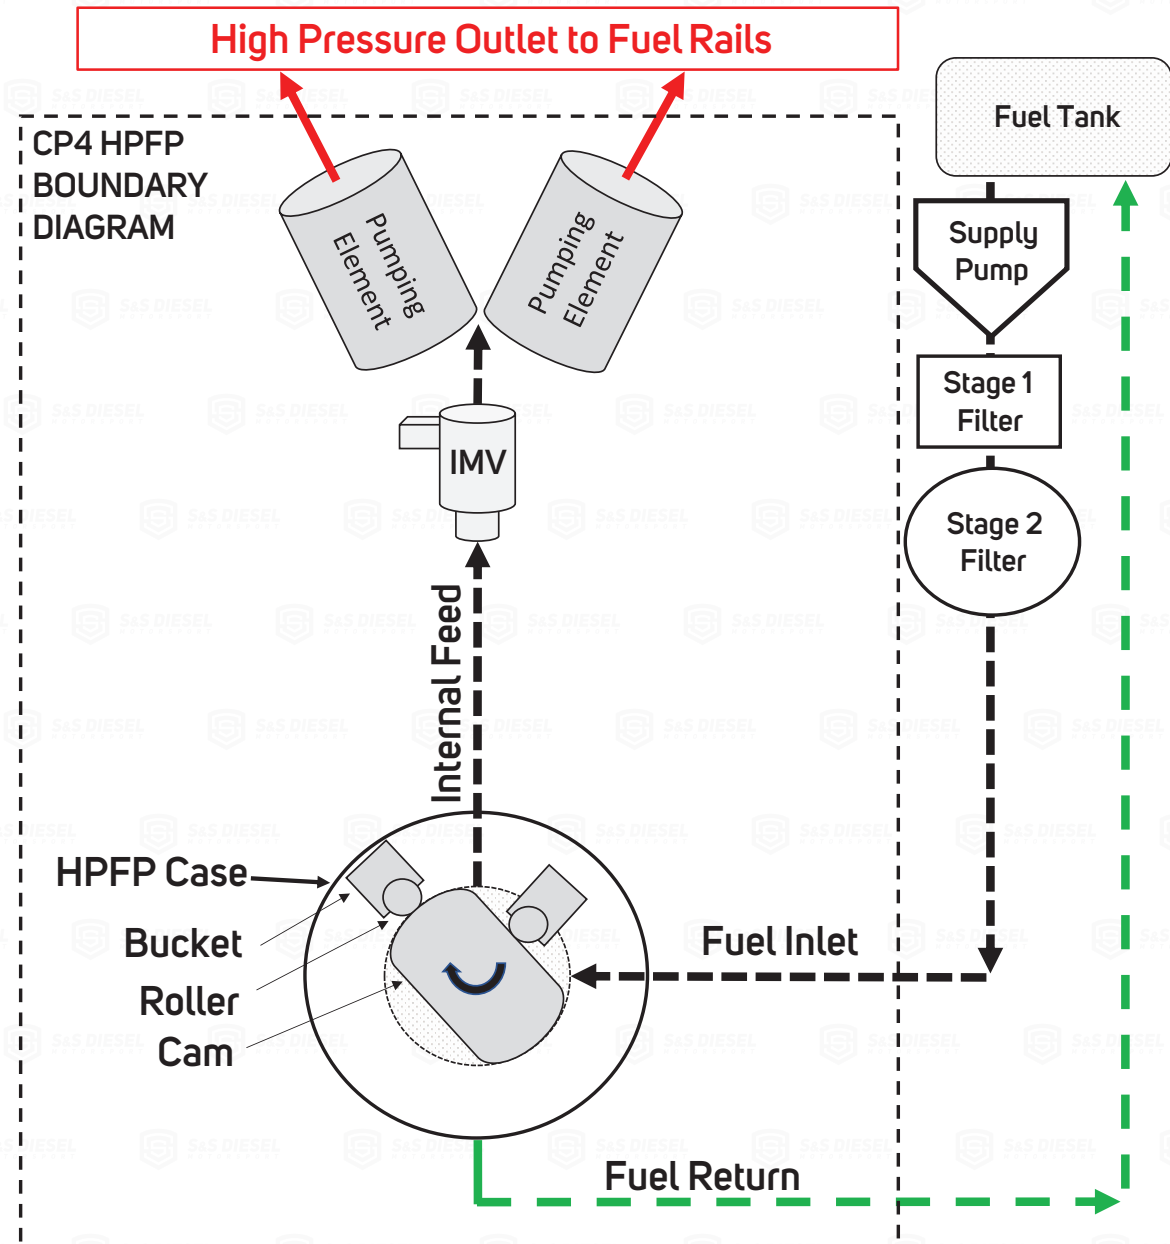 High Pressure Outlet to Fuel Rails
CP4 HPFP
BOUNDARY
DIAGRAM
Fuel Tank
Supply
Pump
Pumping
Element
Pumping
Element
Stage 1
Filter
IMV
Stage 2
Filter
Internal Feed
HPFP Case
Bucket
Roller
Cam
Fuel Inlet
Fuel Return
S&S DIESEL